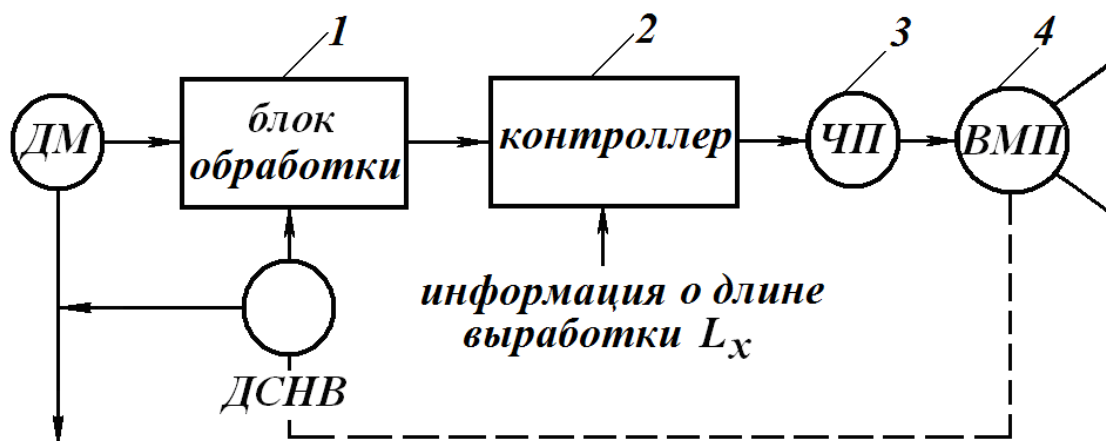 1
2
3
4
ДМ
блок
обработки
контроллер
ЧП
ВМП
информация о длине
выработки Lx
ДСНВ